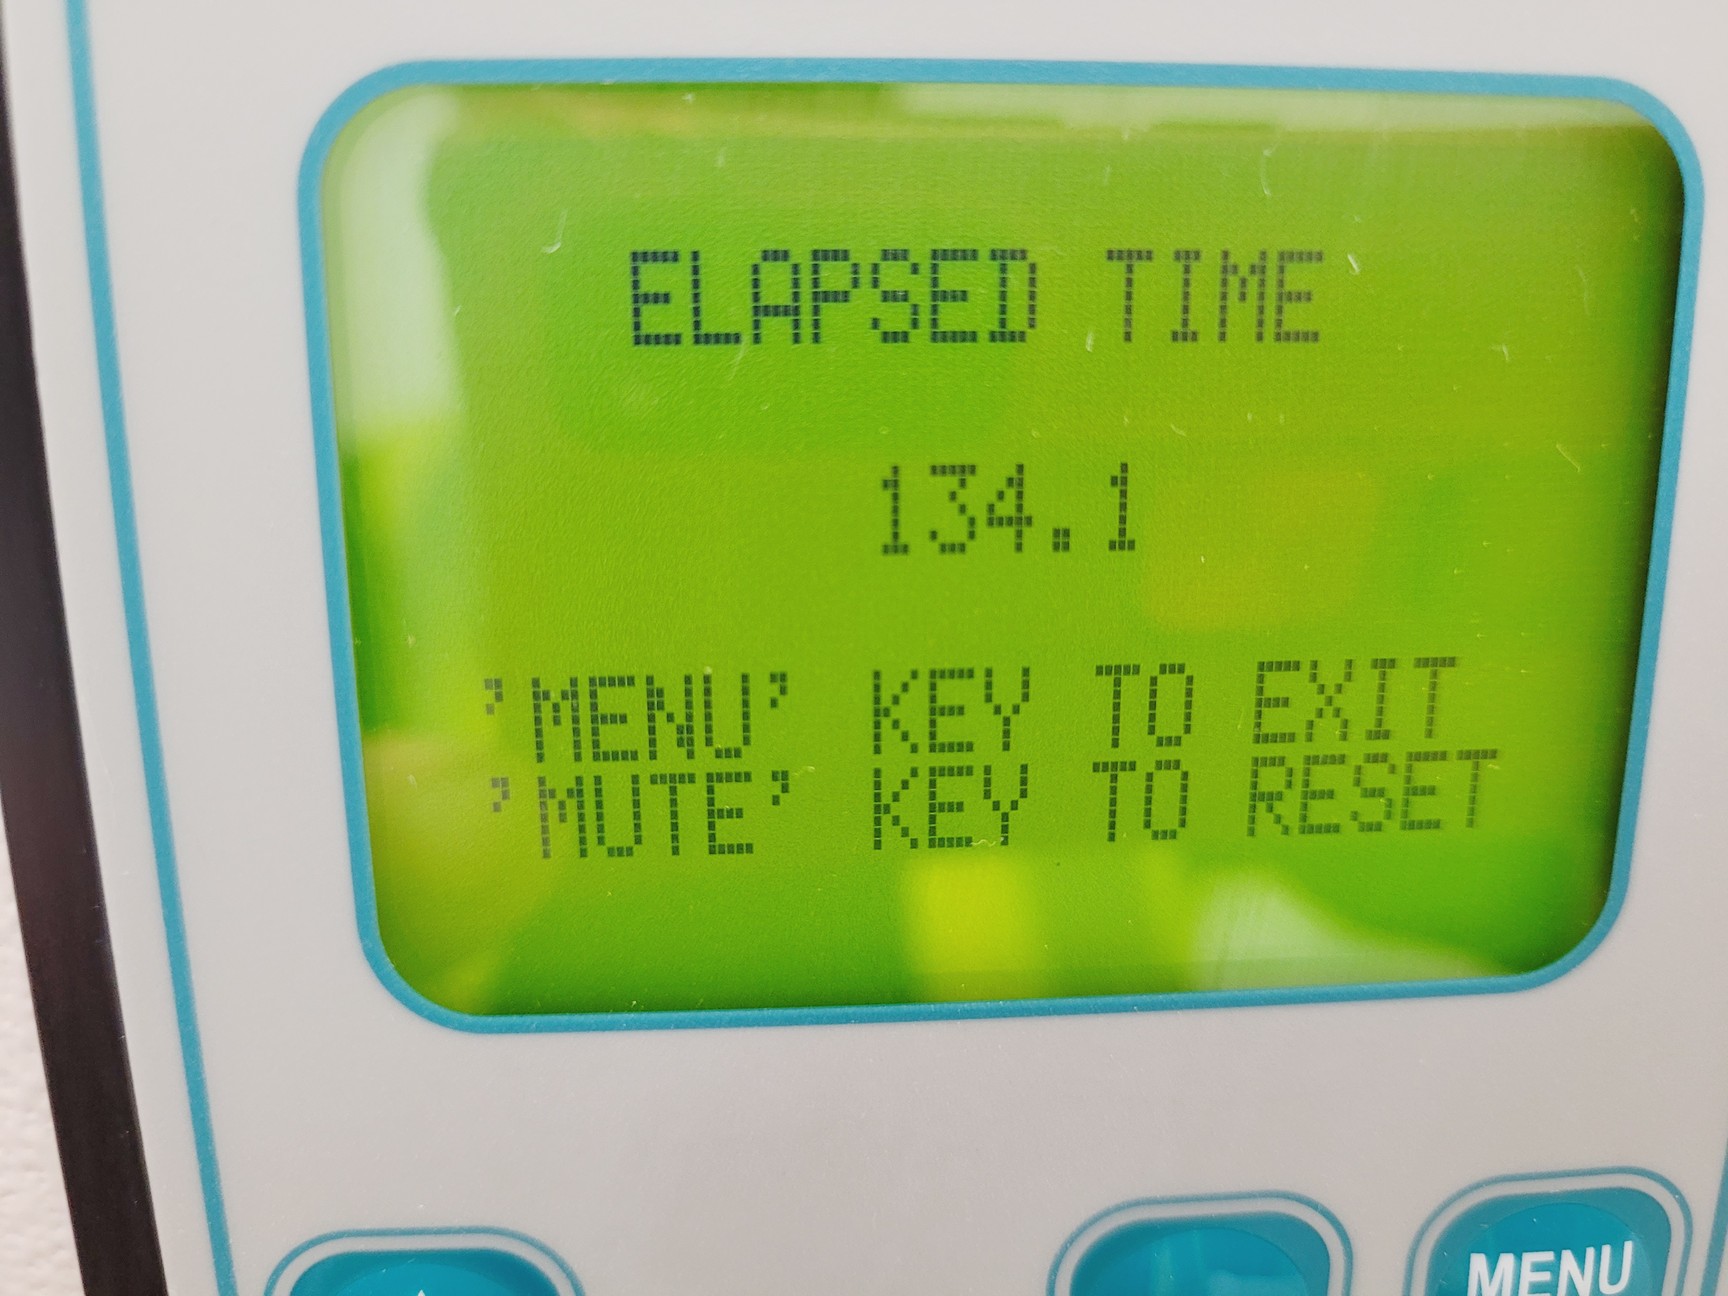 ELAPSED TIME
134.1
'MENU' KEY TO EXIT
'MUTE' KEY TO RESET
MENU